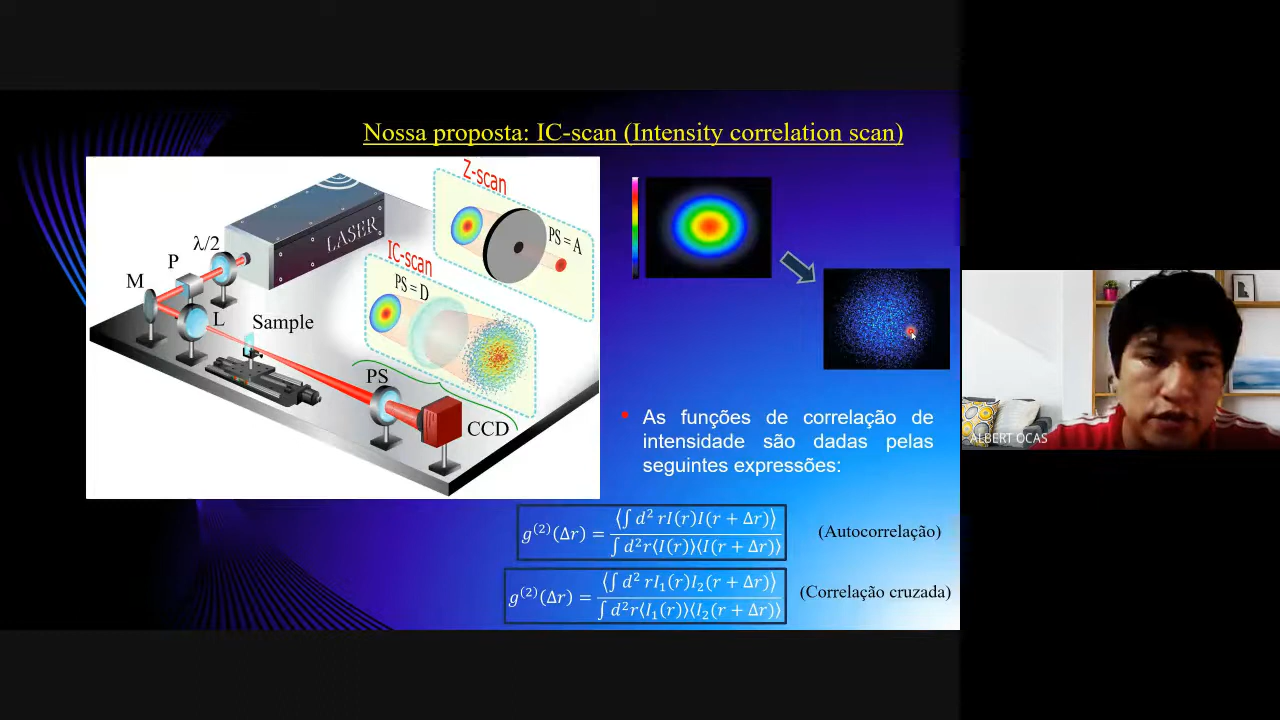 Nossa proposta: IC-scan (Intensity correlation scan)
Z-scan
PS = A
LASER
λ/2
P
IC-scan
PS = D
M
L
Sample
PS
CCD
As funções de correlação de
intensidade são dadas pelas
seguintes expressões:
g⁽²⁾(Δr) = ⟨∫ d² rI(r)I(r + Δr)⟩ / ∫ d²r⟨I(r)⟩⟨I(r + Δr)⟩
(Autocorrelação)
g⁽²⁾(Δr) = ⟨∫ d² rI₁(r)I₂(r + Δr)⟩ / ∫ d²r⟨I₁(r)⟩⟨I₂(r + Δr)⟩
(Correlação cruzada)
ALBERT OCAS